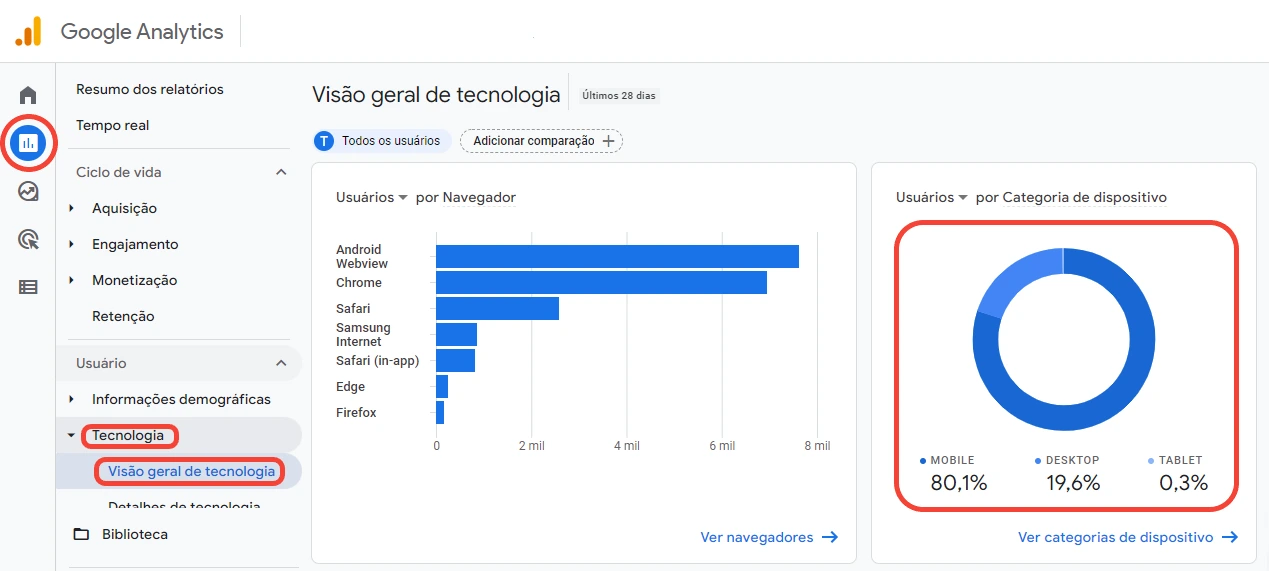 Google Analytics
Resumo dos relatórios
Tempo real
Ciclo de vida
Aquisição
Engajamento
Monetização
Retenção
Usuário
Informações demográficas
Tecnologia
Visão geral de tecnologia
Detalhes de tecnologia
Biblioteca
Visão geral de tecnologia
Últimos 28 dias
T Todos os usuários
Adicionar comparação
Usuários por Navegador
Android
Webview
Chrome
Safari
Samsung
Internet
Safari (in-app)
Edge
Firefox
0 2 mil 4 mil 6 mil 8 mil
Ver navegadores
Usuários por Categoria de dispositivo
MOBILE DESKTOP TABLET
80,1% 19,6% 0,3%
Ver categorias de dispositivo